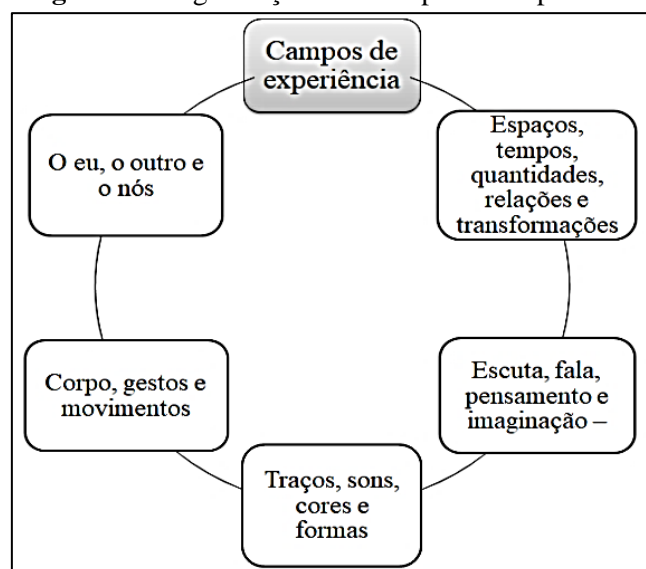 Campos de
experiência
Espaços,
tempos,
quantidades,
relações e
transformações
Escuta, fala,
pensamento e
imaginação –
Traços, sons,
cores e
formas
Corpo, gestos e
movimentos
O eu, o outro e
o nós